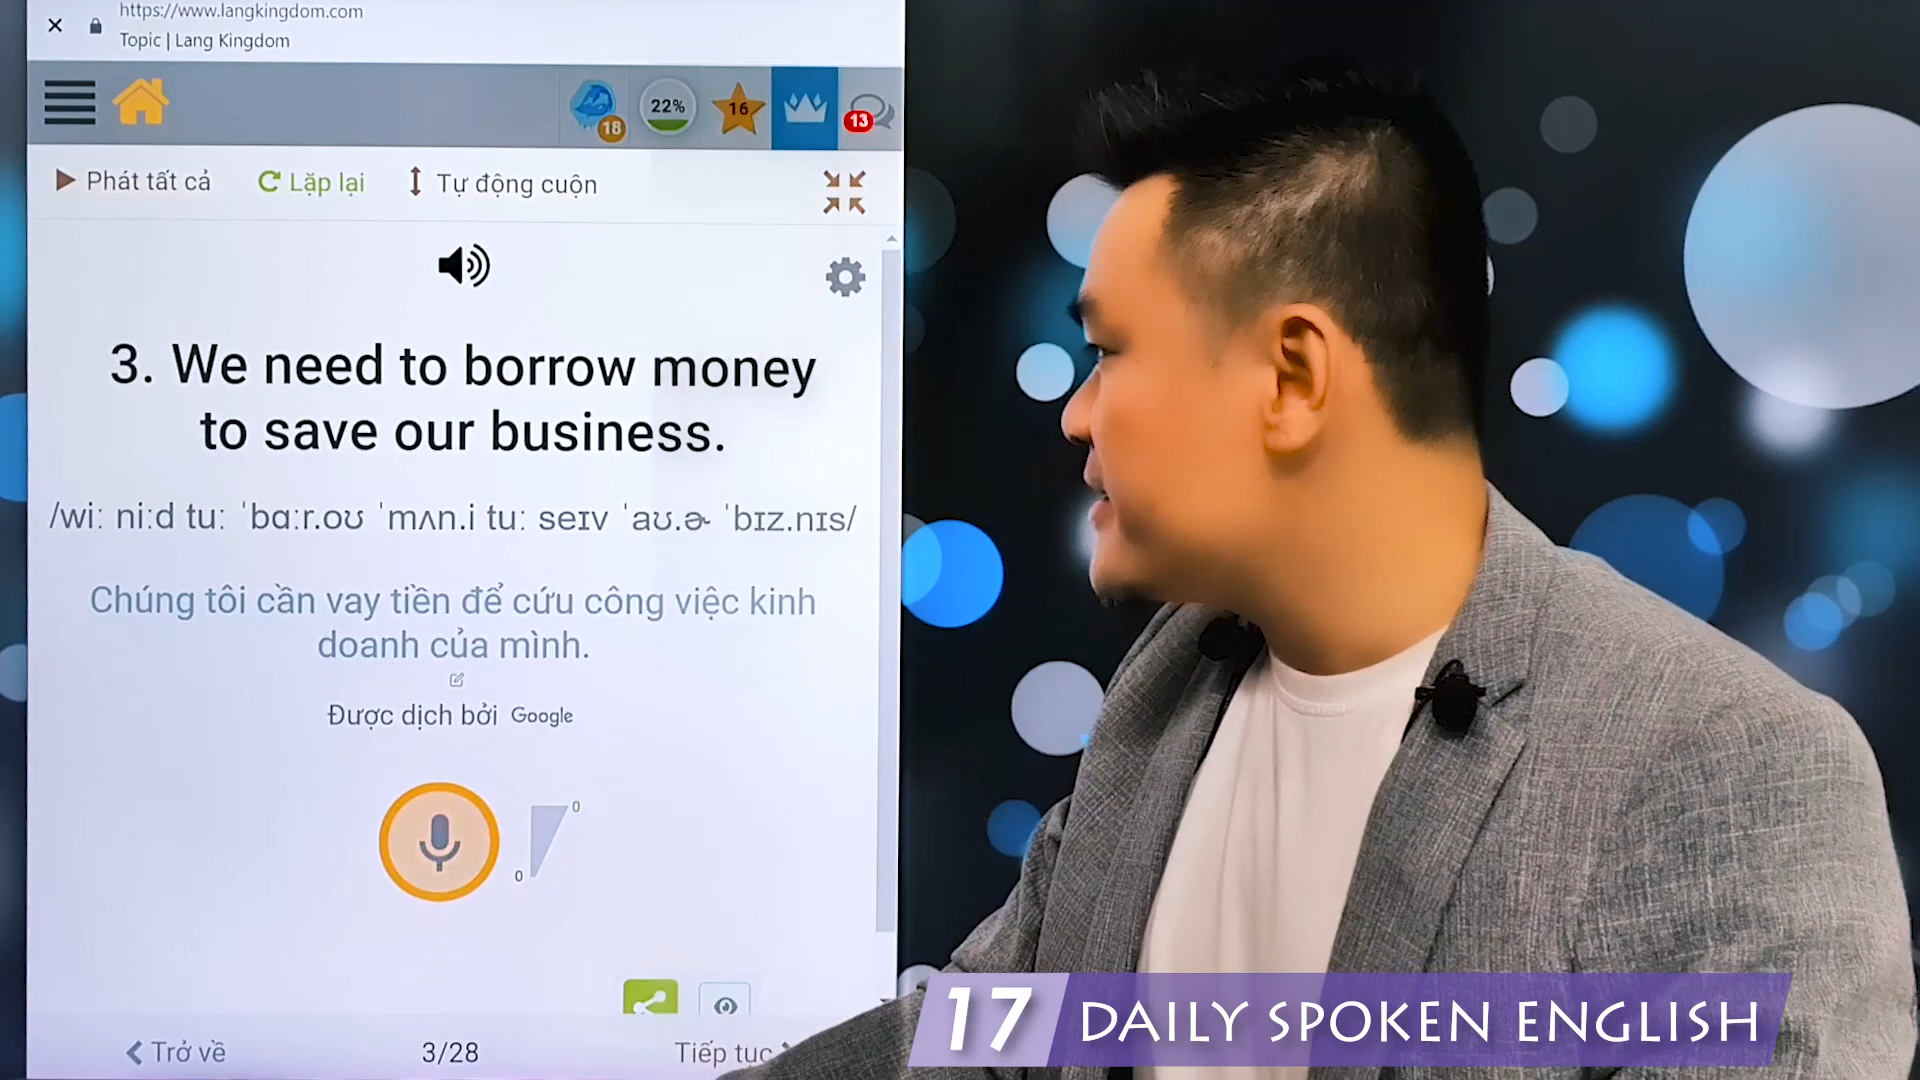 https://www.langkingdom.com
Topic | Lang Kingdom
18
22%
16
13
Phát tất cả
Lặp lại
Tự động cuộn
3. We need to borrow money
to save our business.
/wiː niːd tuː ˈbɑːr.oʊ ˈmʌn.i tuː seɪv ˈaʊ.ɚ ˈbɪz.nɪs/
Chúng tôi cần vay tiền để cứu công việc kinh
doanh của mình.
Được dịch bởi Google
0
0
Trở về
3/28
Tiếp tục
17 DAILY SPOKEN ENGLISH